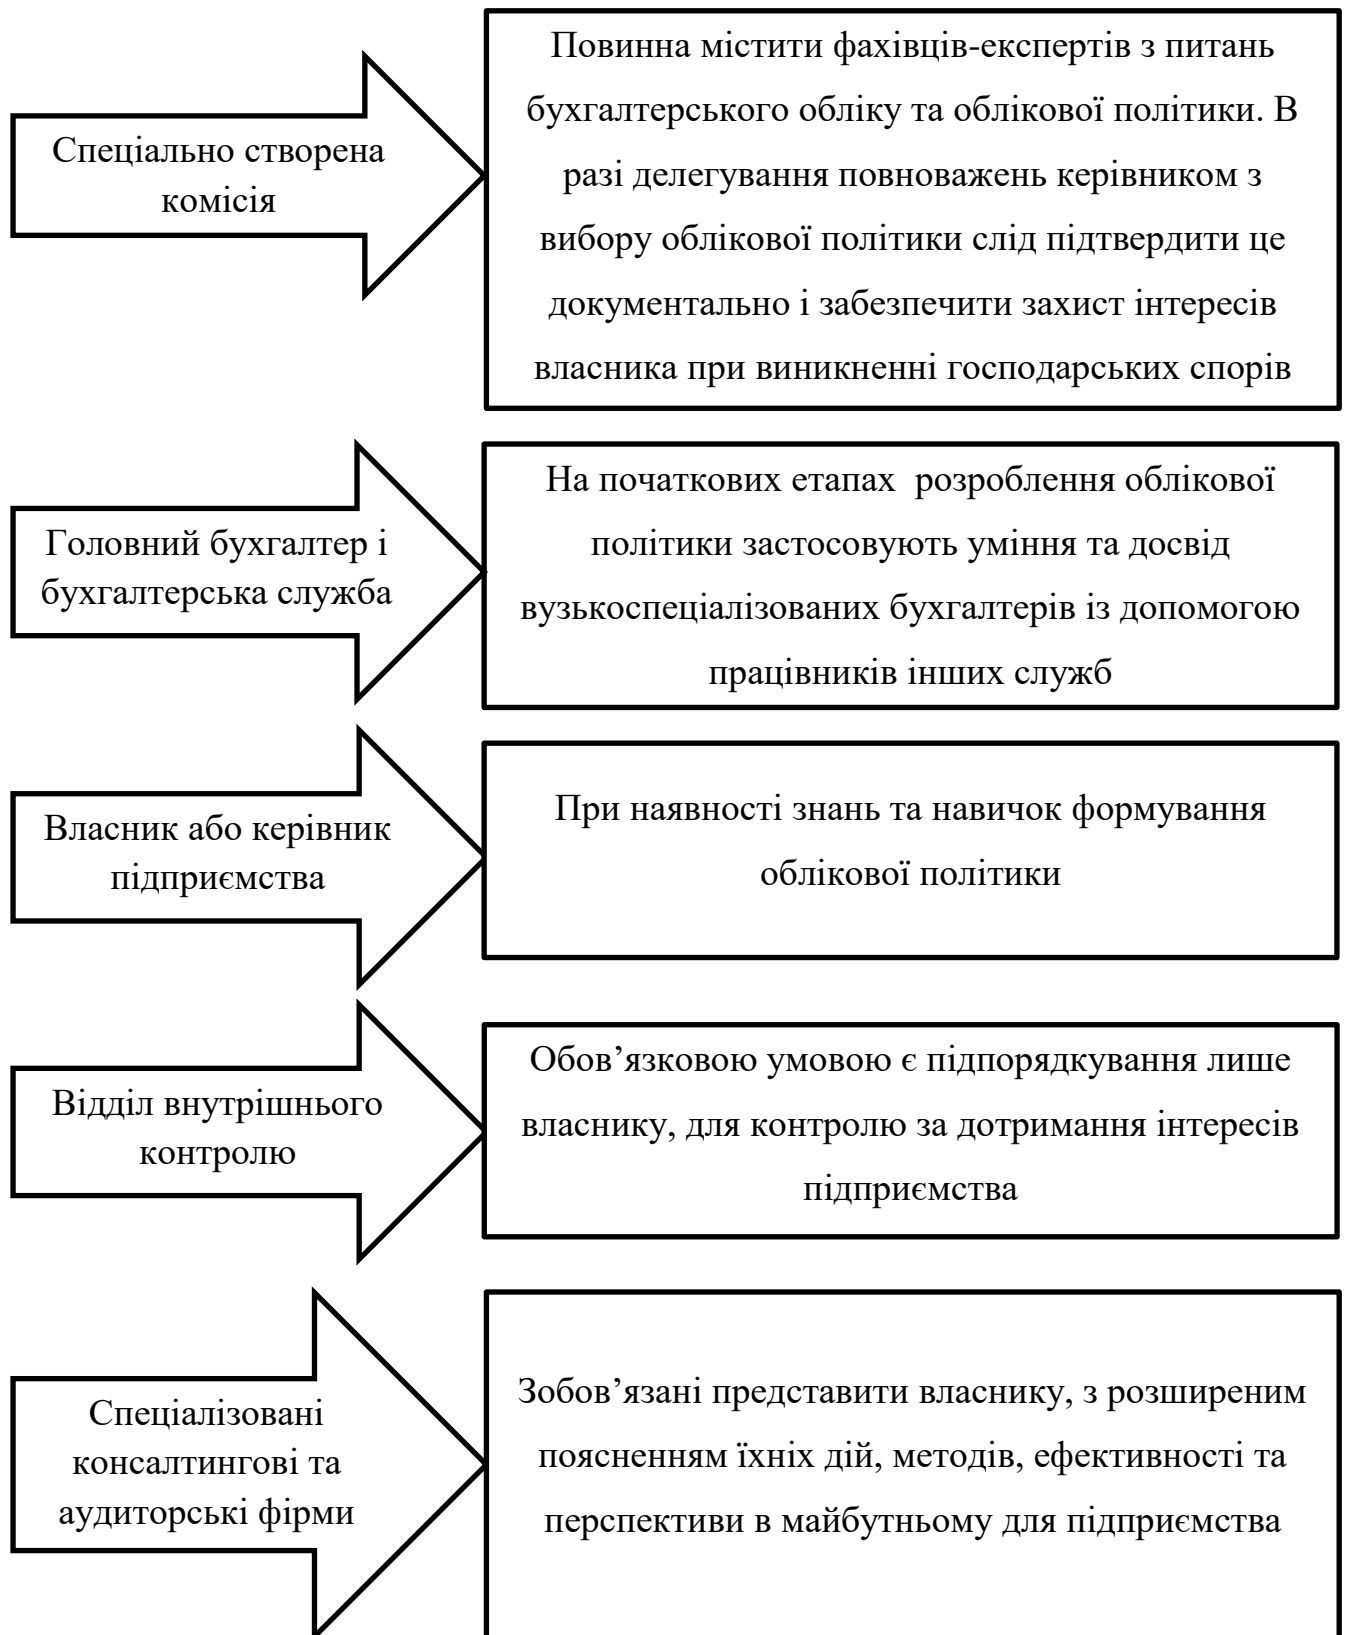 Спеціально створена
комісія
Повинна містити фахівців-експертів з питань
бухгалтерського обліку та облікової політики. В
разі делегування повноважень керівником з
вибору облікової політики слід підтвердити це
документально і забезпечити захист інтересів
власника при виникненні господарських спорів
Головний бухгалтер і
бухгалтерська служба
На початкових етапах розроблення облікової
політики застосовують уміння та досвід
вузькоспеціалізованих бухгалтерів із допомогою
працівників інших служб
Власник або керівник
підприємства
При наявності знань та навичок формування
облікової політики
Відділ внутрішнього
контролю
Обов’язковою умовою є підпорядкування лише
власнику, для контролю за дотримання інтересів
підприємства
Спеціалізовані
консалтингові та
аудиторські фірми
Зобов’язані представити власнику, з розширеним
поясненням їхніх дій, методів, ефективності та
перспективи в майбутньому для підприємства